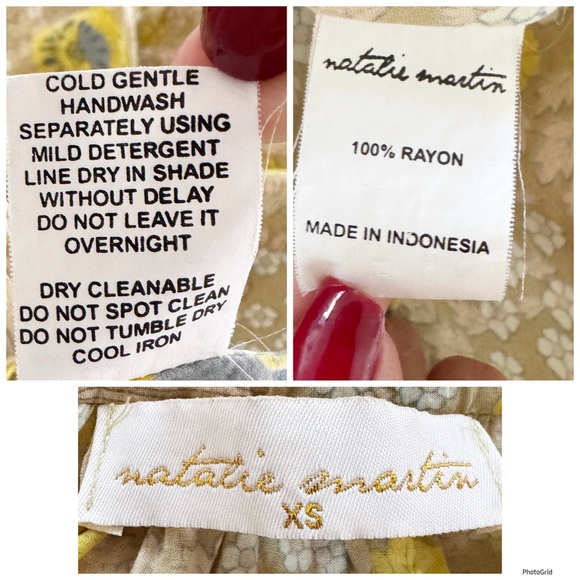 COLD GENTLE
HANDWASH
SEPARATELY USING
MILD DETERGENT
LINE DRY IN SHADE
WITHOUT DELAY
DO NOT LEAVE IT
OVERNIGHT
DRY CLEANABLE
DO NOT SPOT CLEAN
DO NOT TUMBLE DRY
COOL IRON
natalie martin
100% RAYON
MADE IN INDONESIA
natalie martin
XS
PhotoGrid